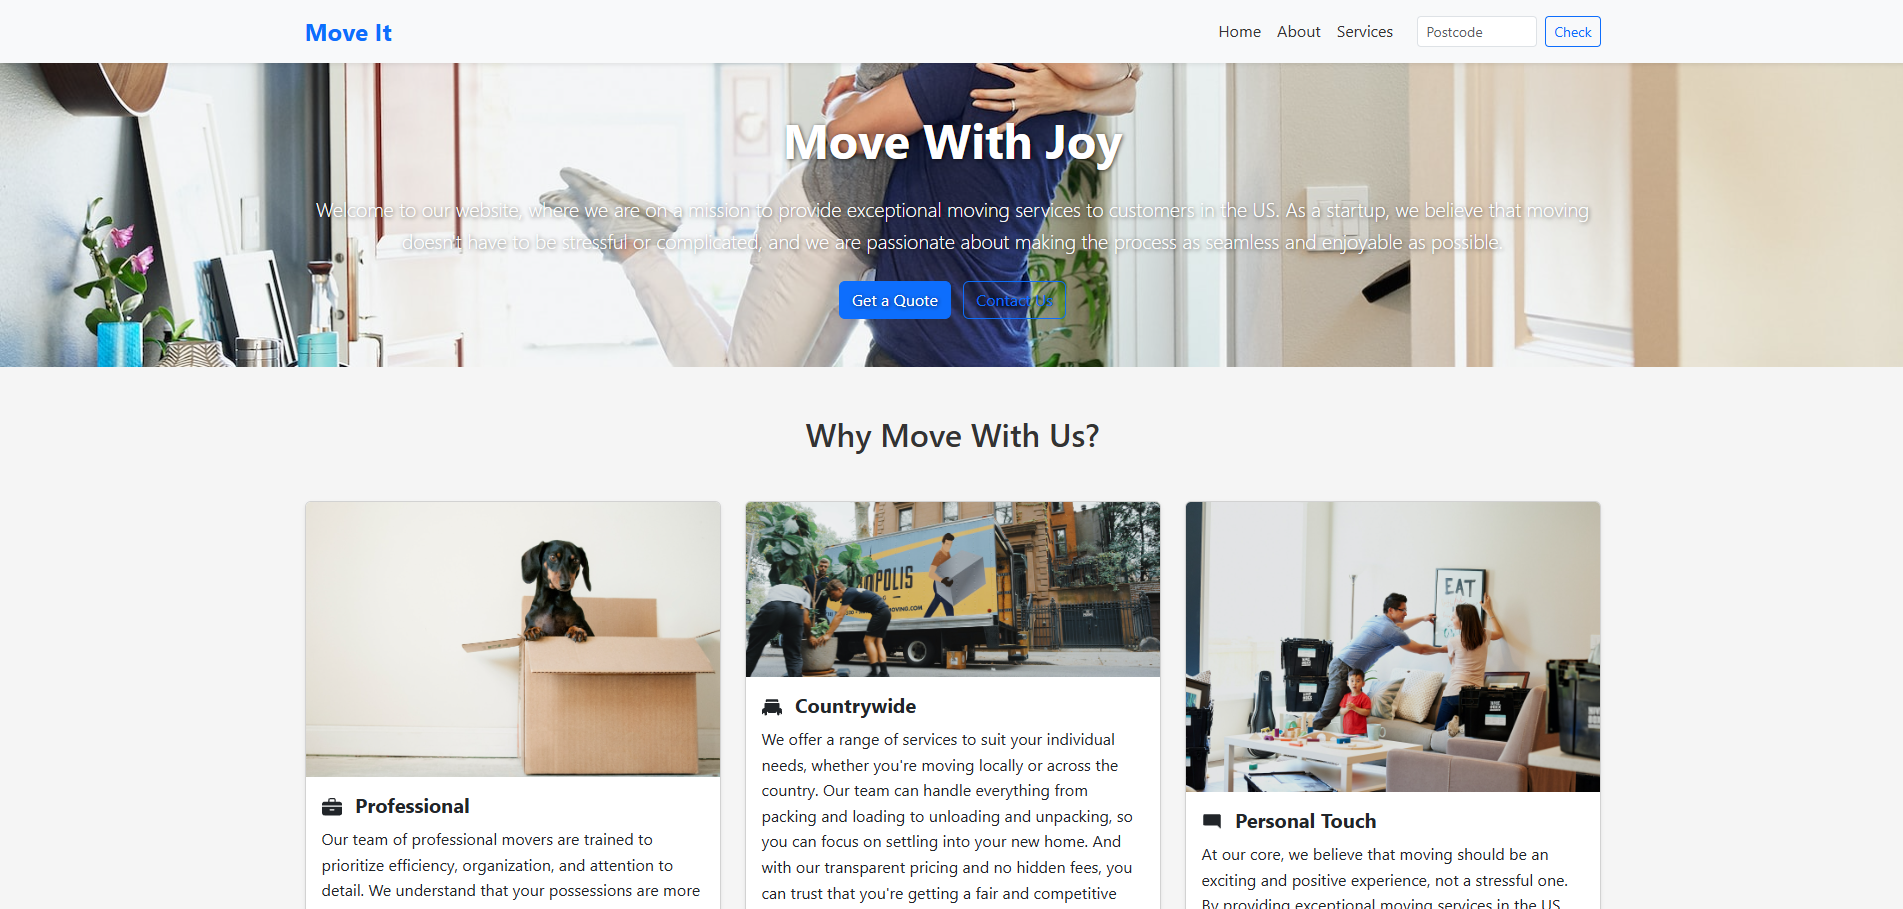 Move It
Home About Services Postcode Check
Move With Joy
Welcome to our website, where we are on a mission to provide exceptional moving services to customers in the US. As a startup, we believe that moving
doesn't have to be stressful or complicated, and we are passionate about making the process as seamless and enjoyable as possible.
Get a Quote Contact Us
Why Move With Us?
EAT
OPOLIS
MOVING.COM
Countrywide
We offer a range of services to suit your individual
needs, whether you're moving locally or across the
country. Our team can handle everything from
packing and loading to unloading and unpacking, so
you can focus on settling into your new home. And
with our transparent pricing and no hidden fees, you
can trust that you're getting a fair and competitive
Professional
Our team of professional movers are trained to
prioritize efficiency, organization, and attention to
detail. We understand that your possessions are more
Personal Touch
At our core, we believe that moving should be an
exciting and positive experience, not a stressful one.
By providing exceptional moving services in the US,